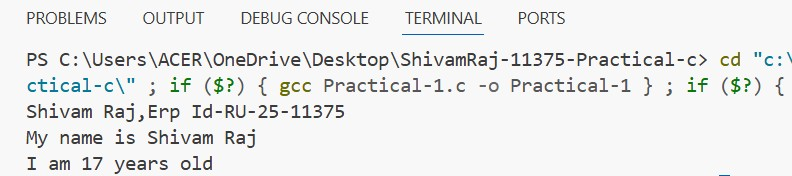 PROBLEMS OUTPUT DEBUG CONSOLE TERMINAL PORTS
PS C:\Users\ACER\OneDrive\Desktop\ShivamRaj-11375-Practical-c> cd "c:\
ctical-c\" ; if ($?) { gcc Practical-1.c -o Practical-1 } ; if ($?) {
Shivam Raj,Erp Id-RU-25-11375
My name is Shivam Raj
I am 17 years old